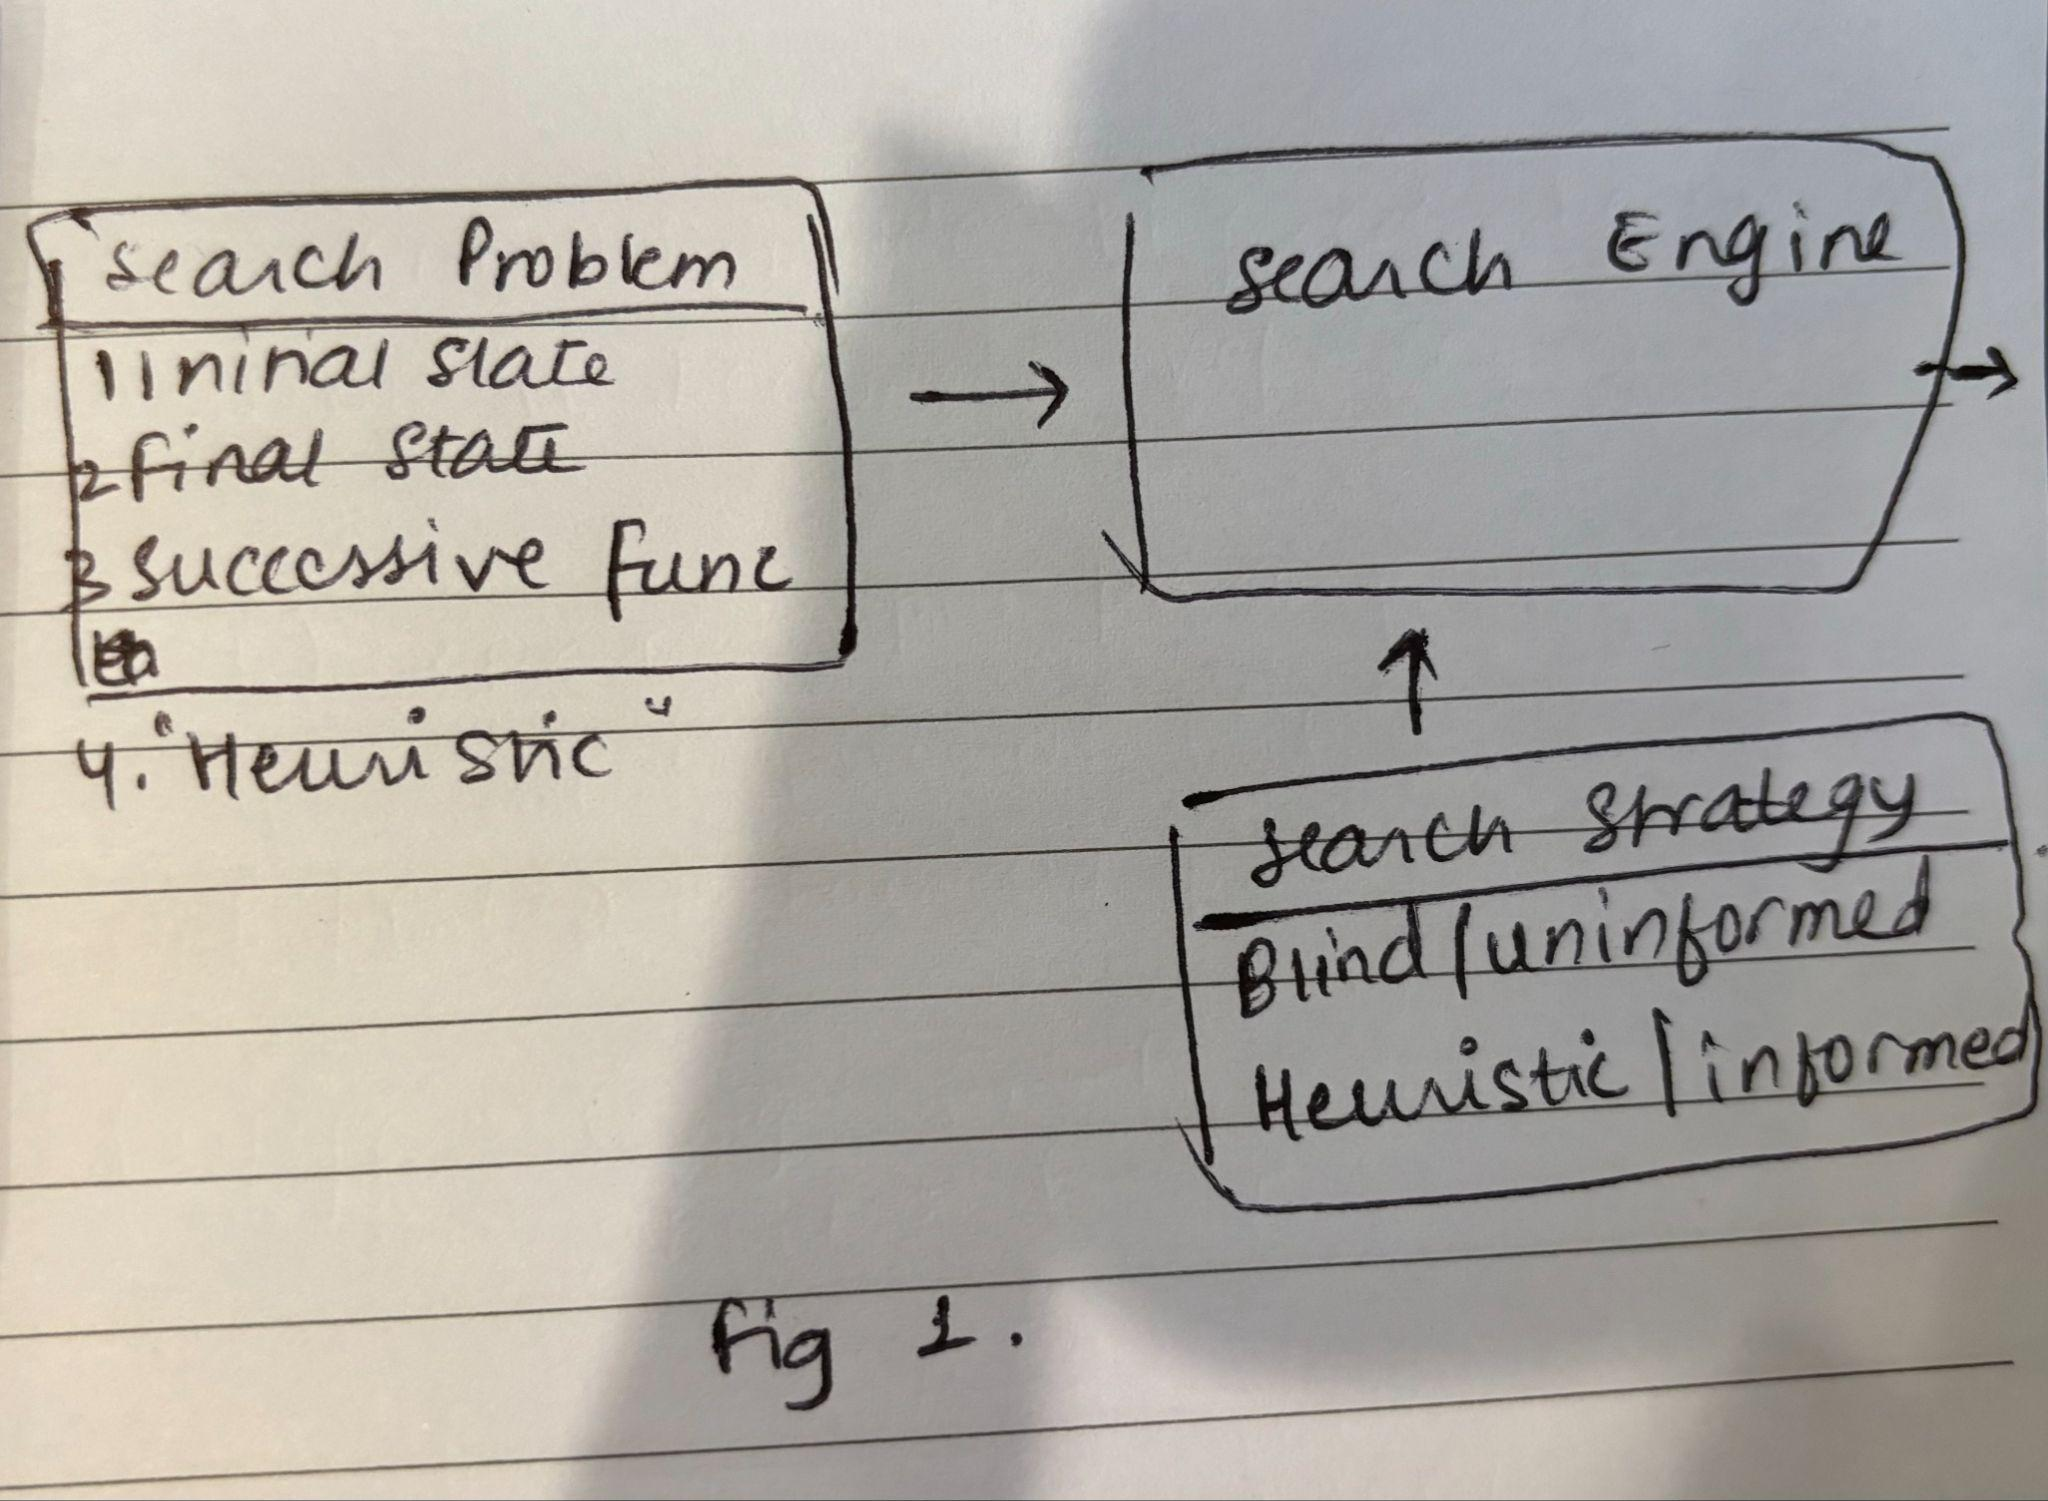 Search Problem
1 Initial State
2 Final State
3 Successive Func
4. "Heuristic"
Search Engine
Search Strategy
Blind/uninformed
Heuristic/informed
Fig 1.